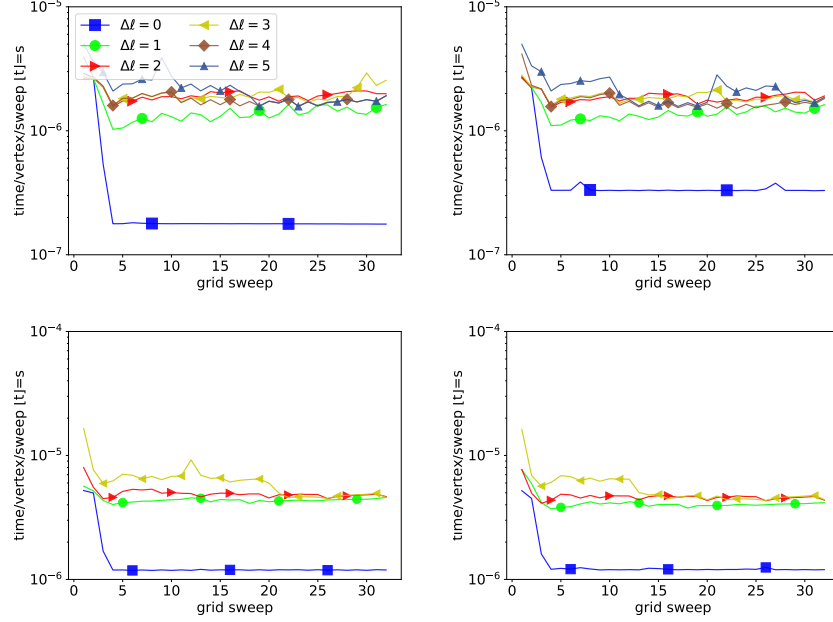 Δℓ = 0
Δℓ = 1
Δℓ = 2
Δℓ = 3
Δℓ = 4
Δℓ = 5
10⁻⁵
10⁻⁶
10⁻⁷
time/vertex/sweep [t]=s
0 5 10 15 20 25 30
grid sweep
10⁻⁵
10⁻⁶
10⁻⁷
time/vertex/sweep [t]=s
0 5 10 15 20 25 30
grid sweep
10⁻⁴
10⁻⁵
10⁻⁶
time/vertex/sweep [t]=s
0 5 10 15 20 25 30
grid sweep
10⁻⁴
10⁻⁵
10⁻⁶
time/vertex/sweep [t]=s
0 5 10 15 20 25 30
grid sweep